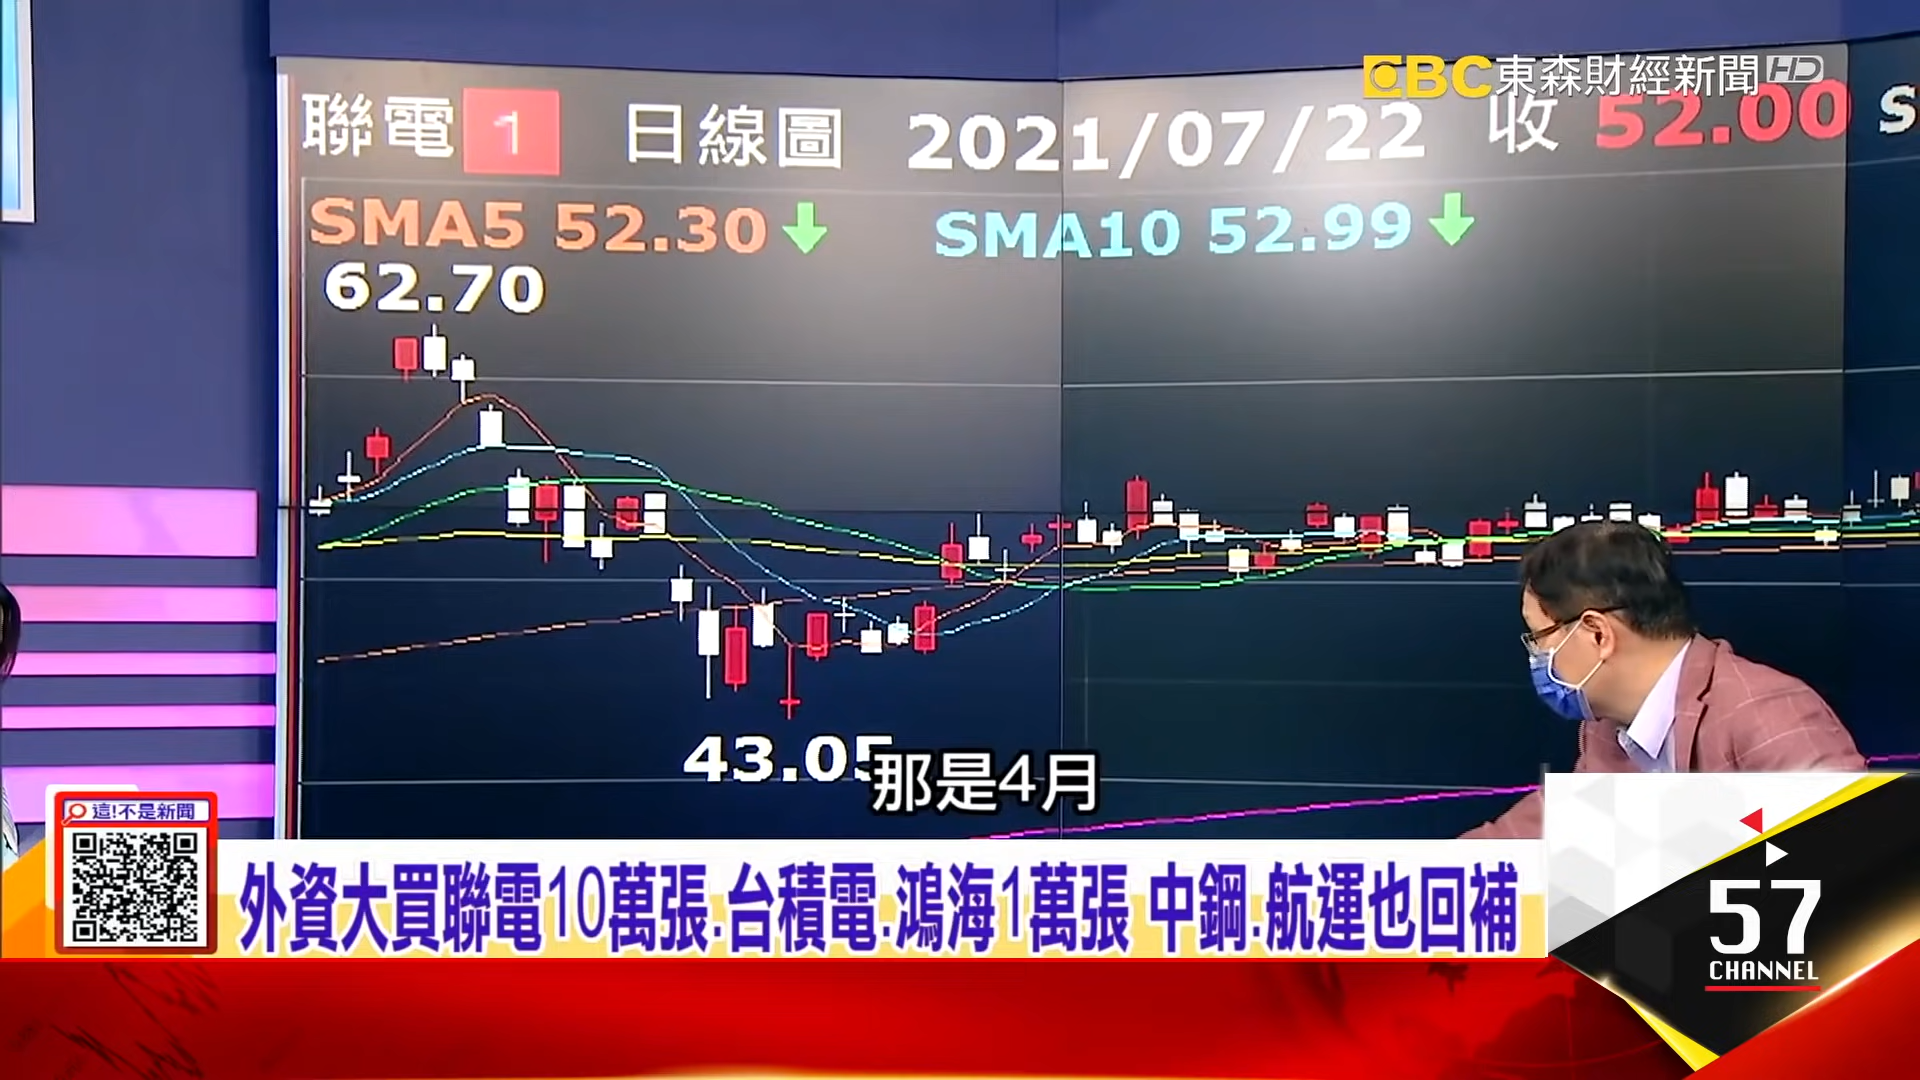 EBC東森財經新聞HD
聯電 1 日線圖 2021/07/22 收 52.00 S
SMA5 52.30↓ SMA10 52.99↓
62.70
43.05
那是4月
這!不是新聞
外資大買聯電10萬張.台積電.鴻海1萬張 中鋼.航運也回補
57
CHANNEL